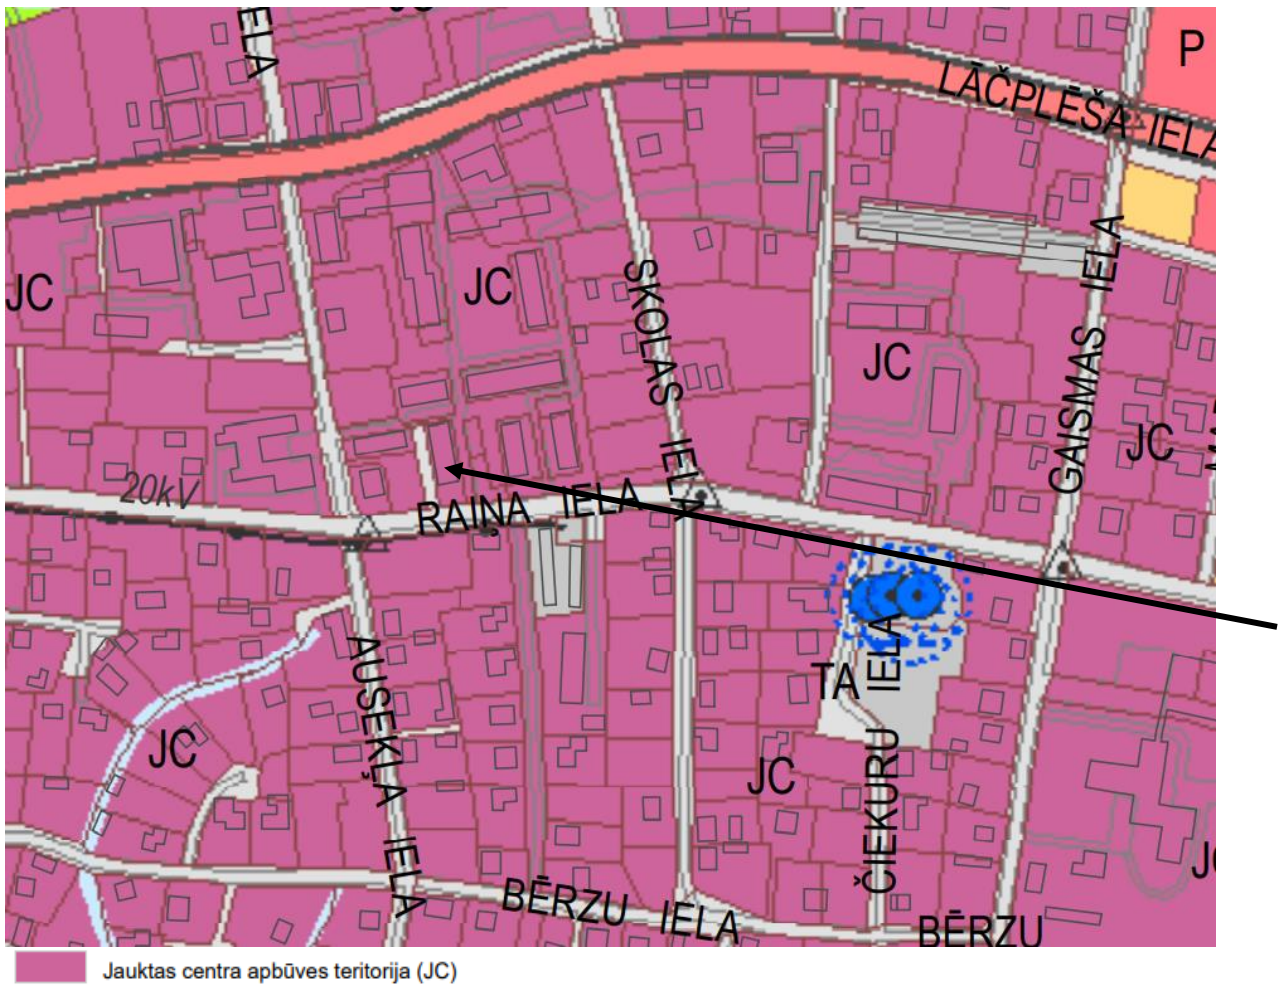 IELA
P
LĀČPLĒŠA IELA
JC
JC
SKOLAS IELA
GAISMAS IELA
JC
JC
20kV
RAIŅA IELA
TA
ČIEKURU IELA
AUSEKĻA IELA
JC
JC
BĒRZU IELA
BĒRZU
Jauktas centra apbūves teritorija (JC)